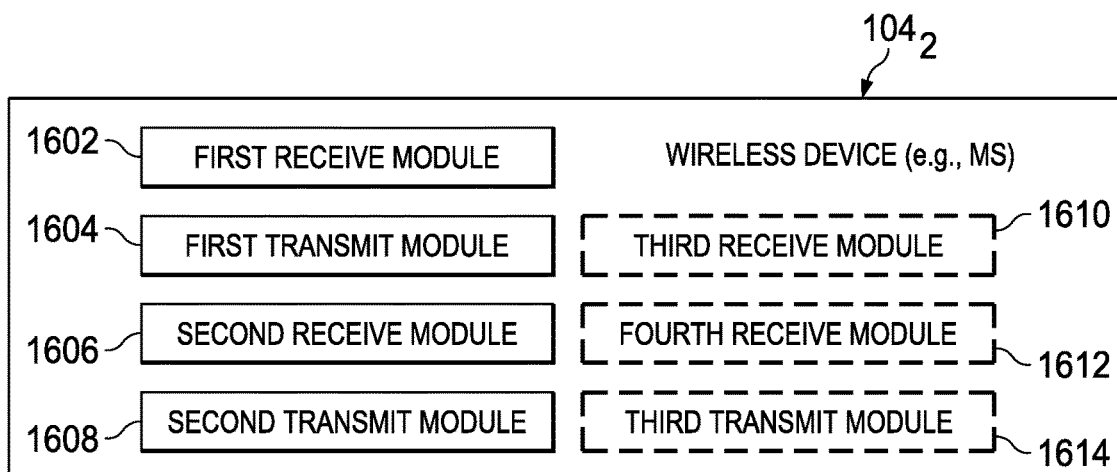 104₂
1602
FIRST RECEIVE MODULE
WIRELESS DEVICE (e.g., MS)
1604
FIRST TRANSMIT MODULE
THIRD RECEIVE MODULE
1610
1606
SECOND RECEIVE MODULE
FOURTH RECEIVE MODULE
1612
1608
SECOND TRANSMIT MODULE
THIRD TRANSMIT MODULE
1614